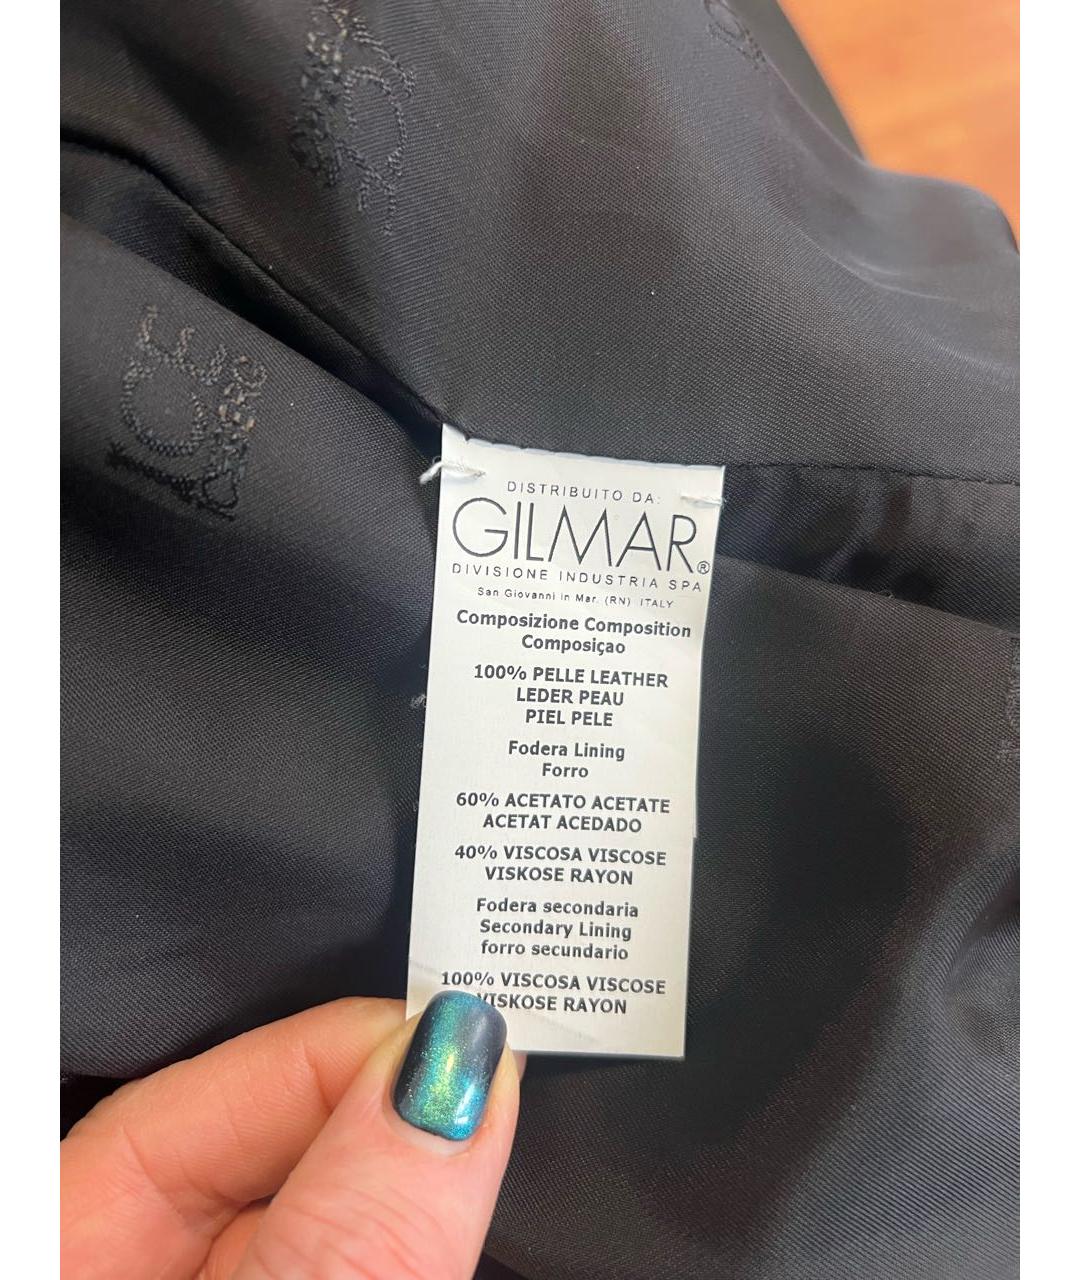 ICE
ICEBERG
DISTRIBUITO DA:
GILMAR®
DIVISIONE INDUSTRIA SPA
San Giovanni in Mar. (RN) ITALY
Composizione Composition
Composiçao
100% PELLE LEATHER
LEDER PEAU
PIEL PELE
Fodera Lining
Forro
60% ACETATO ACETATE
ACETAT ACEDADO
40% VISCOSA VISCOSE
VISKOSE RAYON
Fodera secondaria
Secondary Lining
forro secundario
100% VISCOSA VISCOSE
VISKOSE RAYON